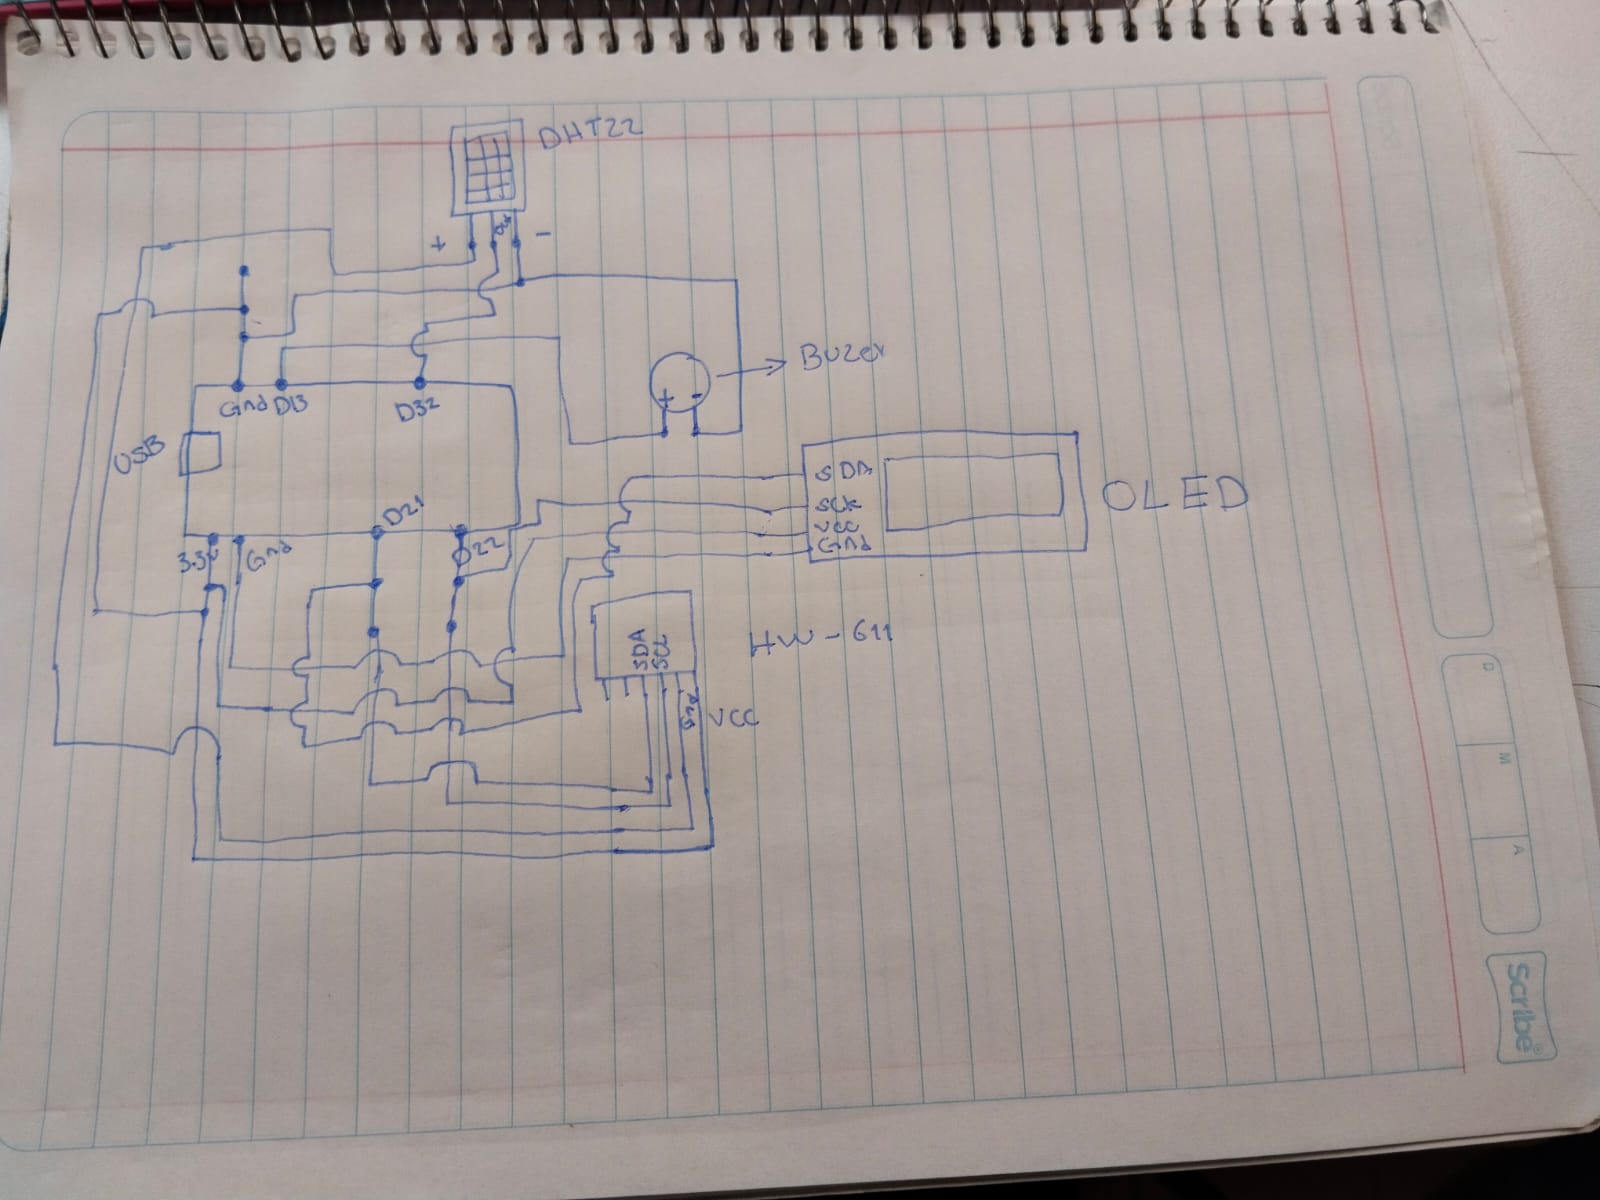 DHT22
+
-
Buzer
+ -
Gnd D13
D32
USB
SDA
SCK
VCC
Gnd
OLED
D21
D22
3.3v
Gnd
SDA
SCL
HW-611
Gnd
VCC
D
M
A
Scribe®